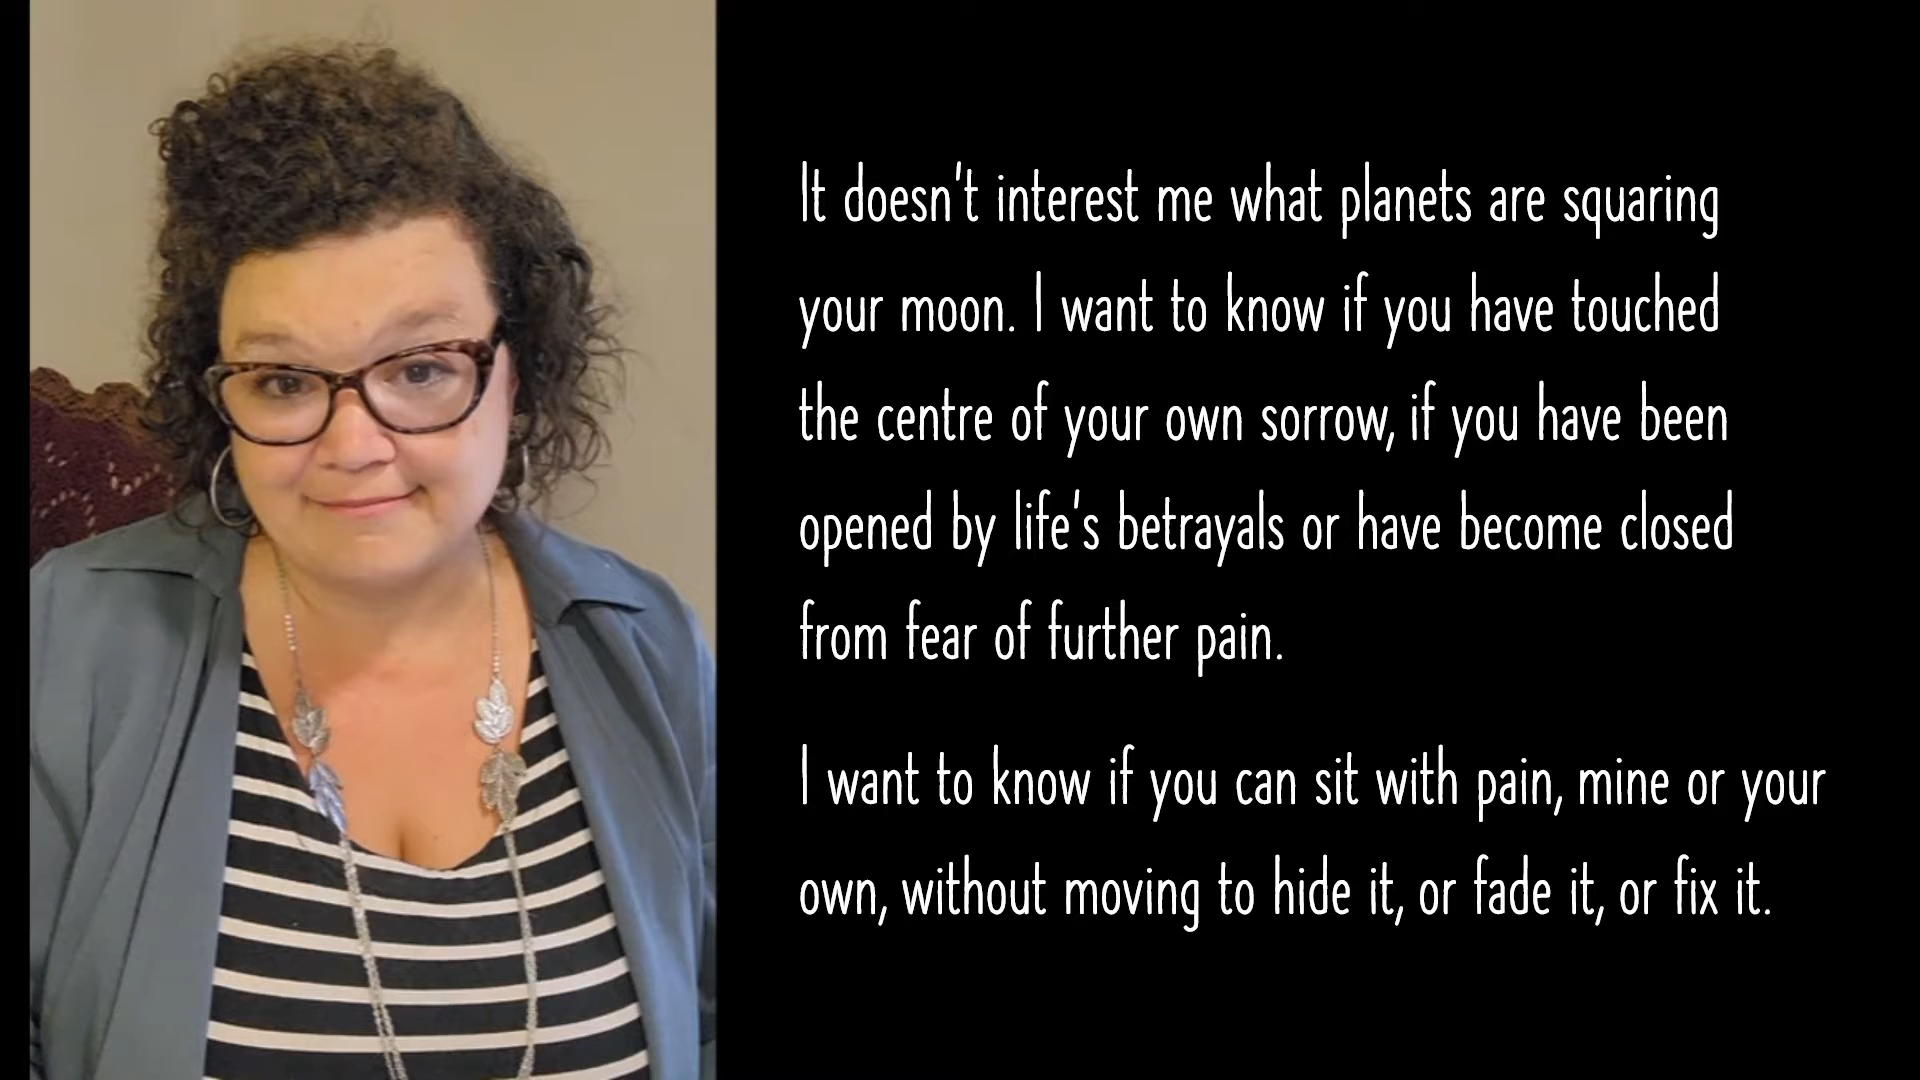 It doesn't interest me what planets are squaring
your moon. I want to know if you have touched
the centre of your own sorrow, if you have been
opened by life's betrayals or have become closed
from fear of further pain.
I want to know if you can sit with pain, mine or your
own, without moving to hide it, or fade it, or fix it.